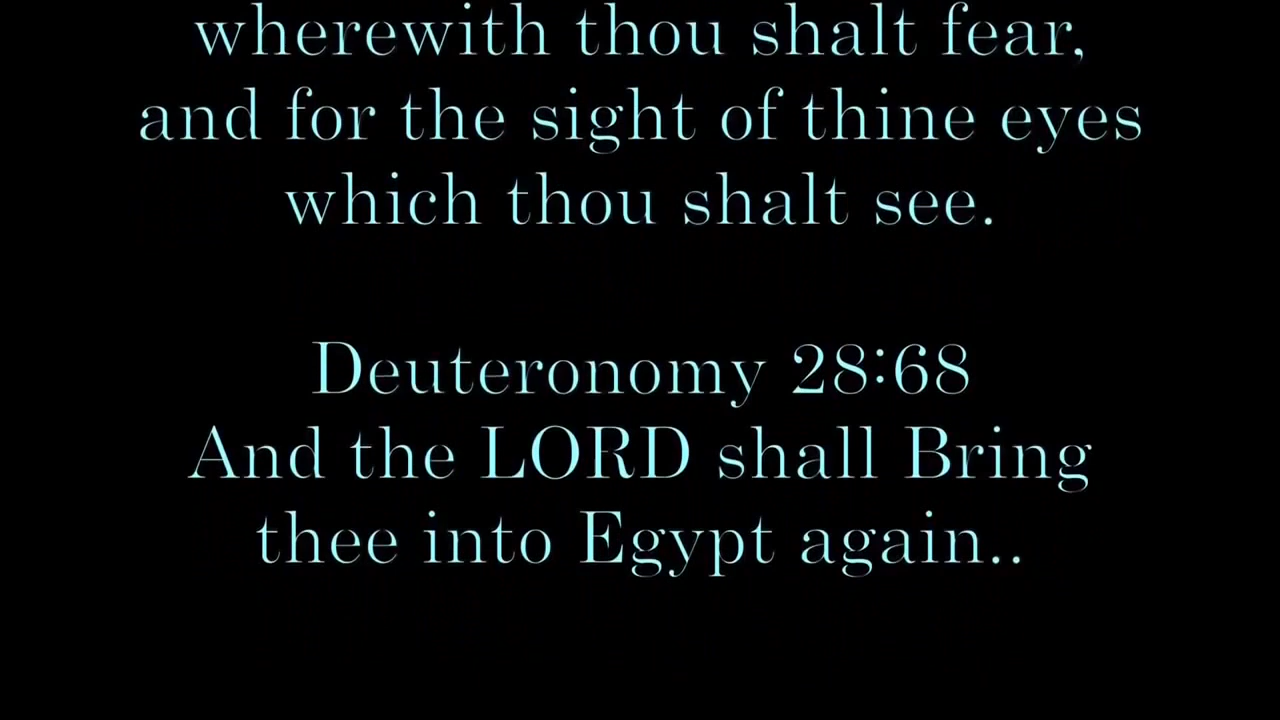 wherewith thou shalt fear,
and for the sight of thine eyes
which thou shalt see.
Deuteronomy 28:68
And the LORD shall Bring
thee into Egypt again..